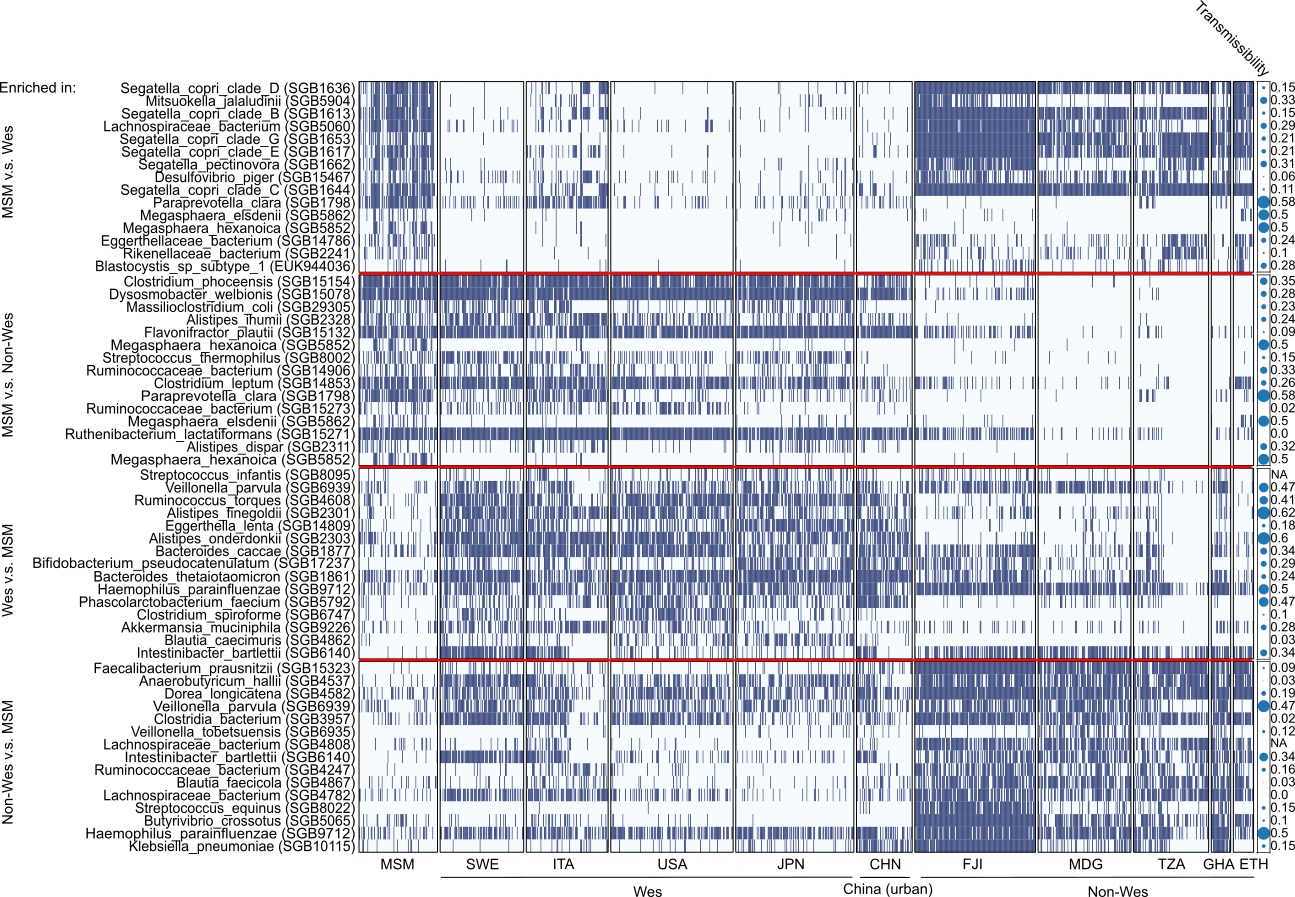 Transmissibility
Enriched in:
MSM v.s. Wes
Segatella_copri_clade_D (SGB1636) 0.15
Mitsuokella_jalaludinii (SGB5904) 0.33
Segatella_copri_clade_B (SGB1613) 0.15
Lachnospiraceae_bacterium (SGB5060) 0.29
Segatella_copri_clade_G (SGB1653) 0.21
Segatella_copri_clade_E (SGB1617) 0.21
Segatella_pectinovora (SGB1662) 0.31
Desulfovibrio_piger (SGB15467) 0.06
Segatella_copri_clade_C (SGB1644) 0.11
Paraprevotella_clara (SGB1798) 0.58
Megasphaera_elsdenii (SGB5862) 0.5
Megasphaera_hexanoica (SGB5852) 0.5
Eggerthellaceae_bacterium (SGB14786) 0.24
Rikenellaceae_bacterium (SGB2241) 0.1
Blastocystis_sp_subtype_1 (EUK944036) 0.28
MSM v.s. Non-Wes
Clostridium_phoceensis (SGB15154) 0.35
Dysosmobacter_welbionis (SGB15078) 0.28
Massilioclostridium_coli (SGB29305) 0.23
Alistipes_ihumii (SGB2328) 0.24
Flavonifractor_plautii (SGB15132) 0.09
Megasphaera_hexanoica (SGB5852) 0.5
Streptococcus_thermophilus (SGB8002) 0.15
Ruminococcaceae_bacterium (SGB14906) 0.33
Clostridium_leptum (SGB14853) 0.26
Paraprevotella_clara (SGB1798) 0.58
Ruminococcaceae_bacterium (SGB15273) 0.02
Megasphaera_elsdenii (SGB5862) 0.5
Ruthenibacterium_lactatiformans (SGB15271) 0.0
Alistipes_dispar (SGB2311) 0.32
Megasphaera_hexanoica (SGB5852) 0.5
Wes v.s. MSM
Streptococcus_infantis (SGB8095) NA
Veillonella_parvula (SGB6939) 0.47
Ruminococcus_torques (SGB4608) 0.41
Alistipes_finegoldii (SGB2301) 0.62
Eggerthella_lenta (SGB14809) 0.18
Alistipes_onderdonkii (SGB2303) 0.6
Bacteroides_caccae (SGB1877) 0.34
Bifidobacterium_pseudocatenulatum (SGB17237) 0.29
Bacteroides_thetaiotaomicron (SGB1861) 0.24
Haemophilus_parainfluenzae (SGB9712) 0.5
Phascolarctobacterium_faecium (SGB5792) 0.47
Clostridium_spiroforme (SGB6747) 0.1
Akkermansia_muciniphila (SGB9226) 0.28
Blautia_caecimuris (SGB4862) 0.03
Intestinibacter_bartlettii (SGB6140) 0.34
Non-Wes v.s. MSM
Faecalibacterium_prausnitzii (SGB15323) 0.09
Anaerobutyricum_hallii (SGB4537) 0.03
Dorea_longicatena (SGB4582) 0.19
Veillonella_parvula (SGB6939) 0.47
Clostridia_bacterium (SGB3957) 0.02
Veillonella_tobetsuensis (SGB6935) 0.12
Lachnospiraceae_bacterium (SGB4808) NA
Intestinibacter_bartlettii (SGB6140) 0.34
Ruminococcaceae_bacterium (SGB4247) 0.16
Blautia_faecicola (SGB4867) 0.03
Lachnospiraceae_bacterium (SGB4782) 0.0
Streptococcus_equinus (SGB8022) 0.15
Butyrivibrio_crossotus (SGB5065) 0.1
Haemophilus_parainfluenzae (SGB9712) 0.5
Klebsiella_pneumoniae (SGB10115) 0.15
MSM SWE ITA USA JPN CHN FJI MDG TZA GHA ETH
Wes China (urban) Non-Wes